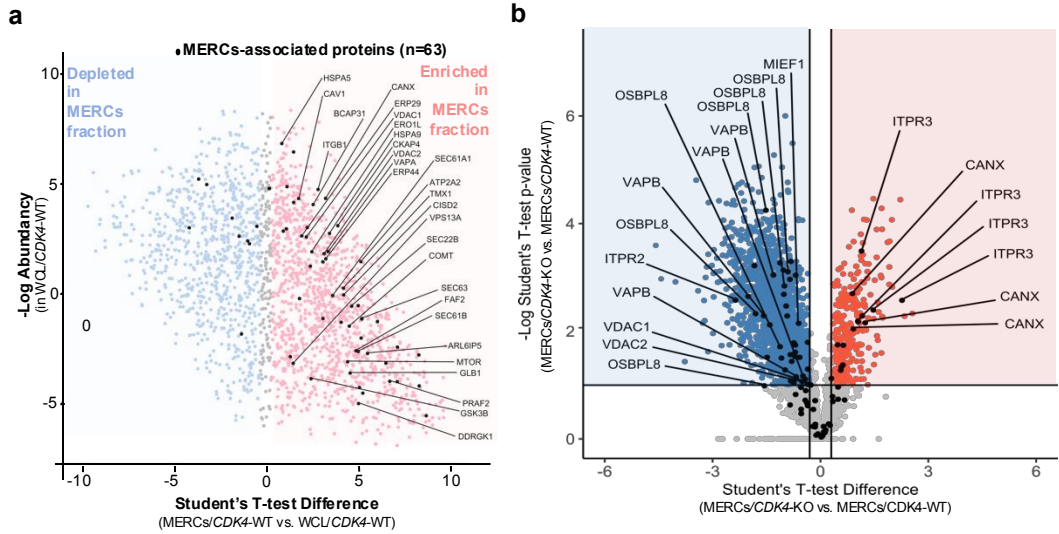 a
MERCs-associated proteins (n=63)
Depleted
in
MERCs
fraction
Enriched
in
MERCs
fraction
HSPA5
CAV1
BCAP31
ITGB1
CANX
ERP29
VDAC1
ERO1L
HSPA9
CKAP4
VDAC2
VAPA
ERP44
SEC61A1
ATP2A2
TMX1
CISD2
VPS13A
SEC22B
COMT
SEC63
FAF2
SEC61B
ARL6IP5
MTOR
GLB1
PRAF2
GSK3B
DDRGK1
10
5
0
-5
0
-10
-5
0
5
10
-Log Abundancy
(in WCL/CDK4-WT)
Student's T-test Difference
(MERCs/CDK4-WT vs. WCL/CDK4-WT)
b
MIEF1
OSBPL8
OSBPL8
OSBPL8
OSBPL8
VAPB
VAPB
VAPB
OSBPL8
ITPR2
VAPB
VDAC1
VDAC2
OSBPL8
ITPR3
CANX
ITPR3
ITPR3
ITPR3
CANX
CANX
6
4
2
0
-6
-3
0
3
6
-Log Student's T-test p-value
(MERCs/CDK4-KO vs. MERCs/CDK4-WT)
Student's T-test Difference
(MERCs/CDK4-KO vs. MERCs/CDK4-WT)